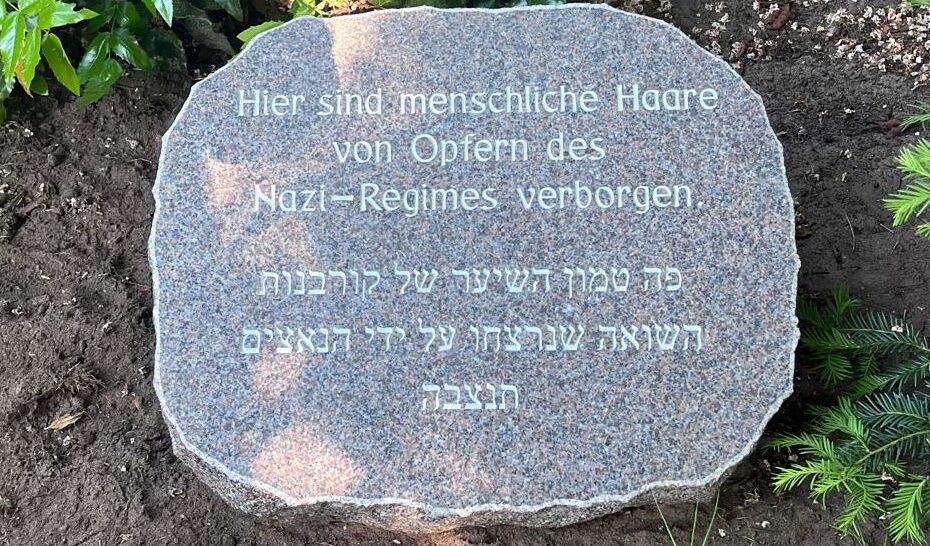 Hier sind menschliche Haare
von Opfern des
Nazi-Regimes verborgen.
פה טמון השיער של קורבנות
השואה שנרצחו על ידי הנאצים
תנצבה